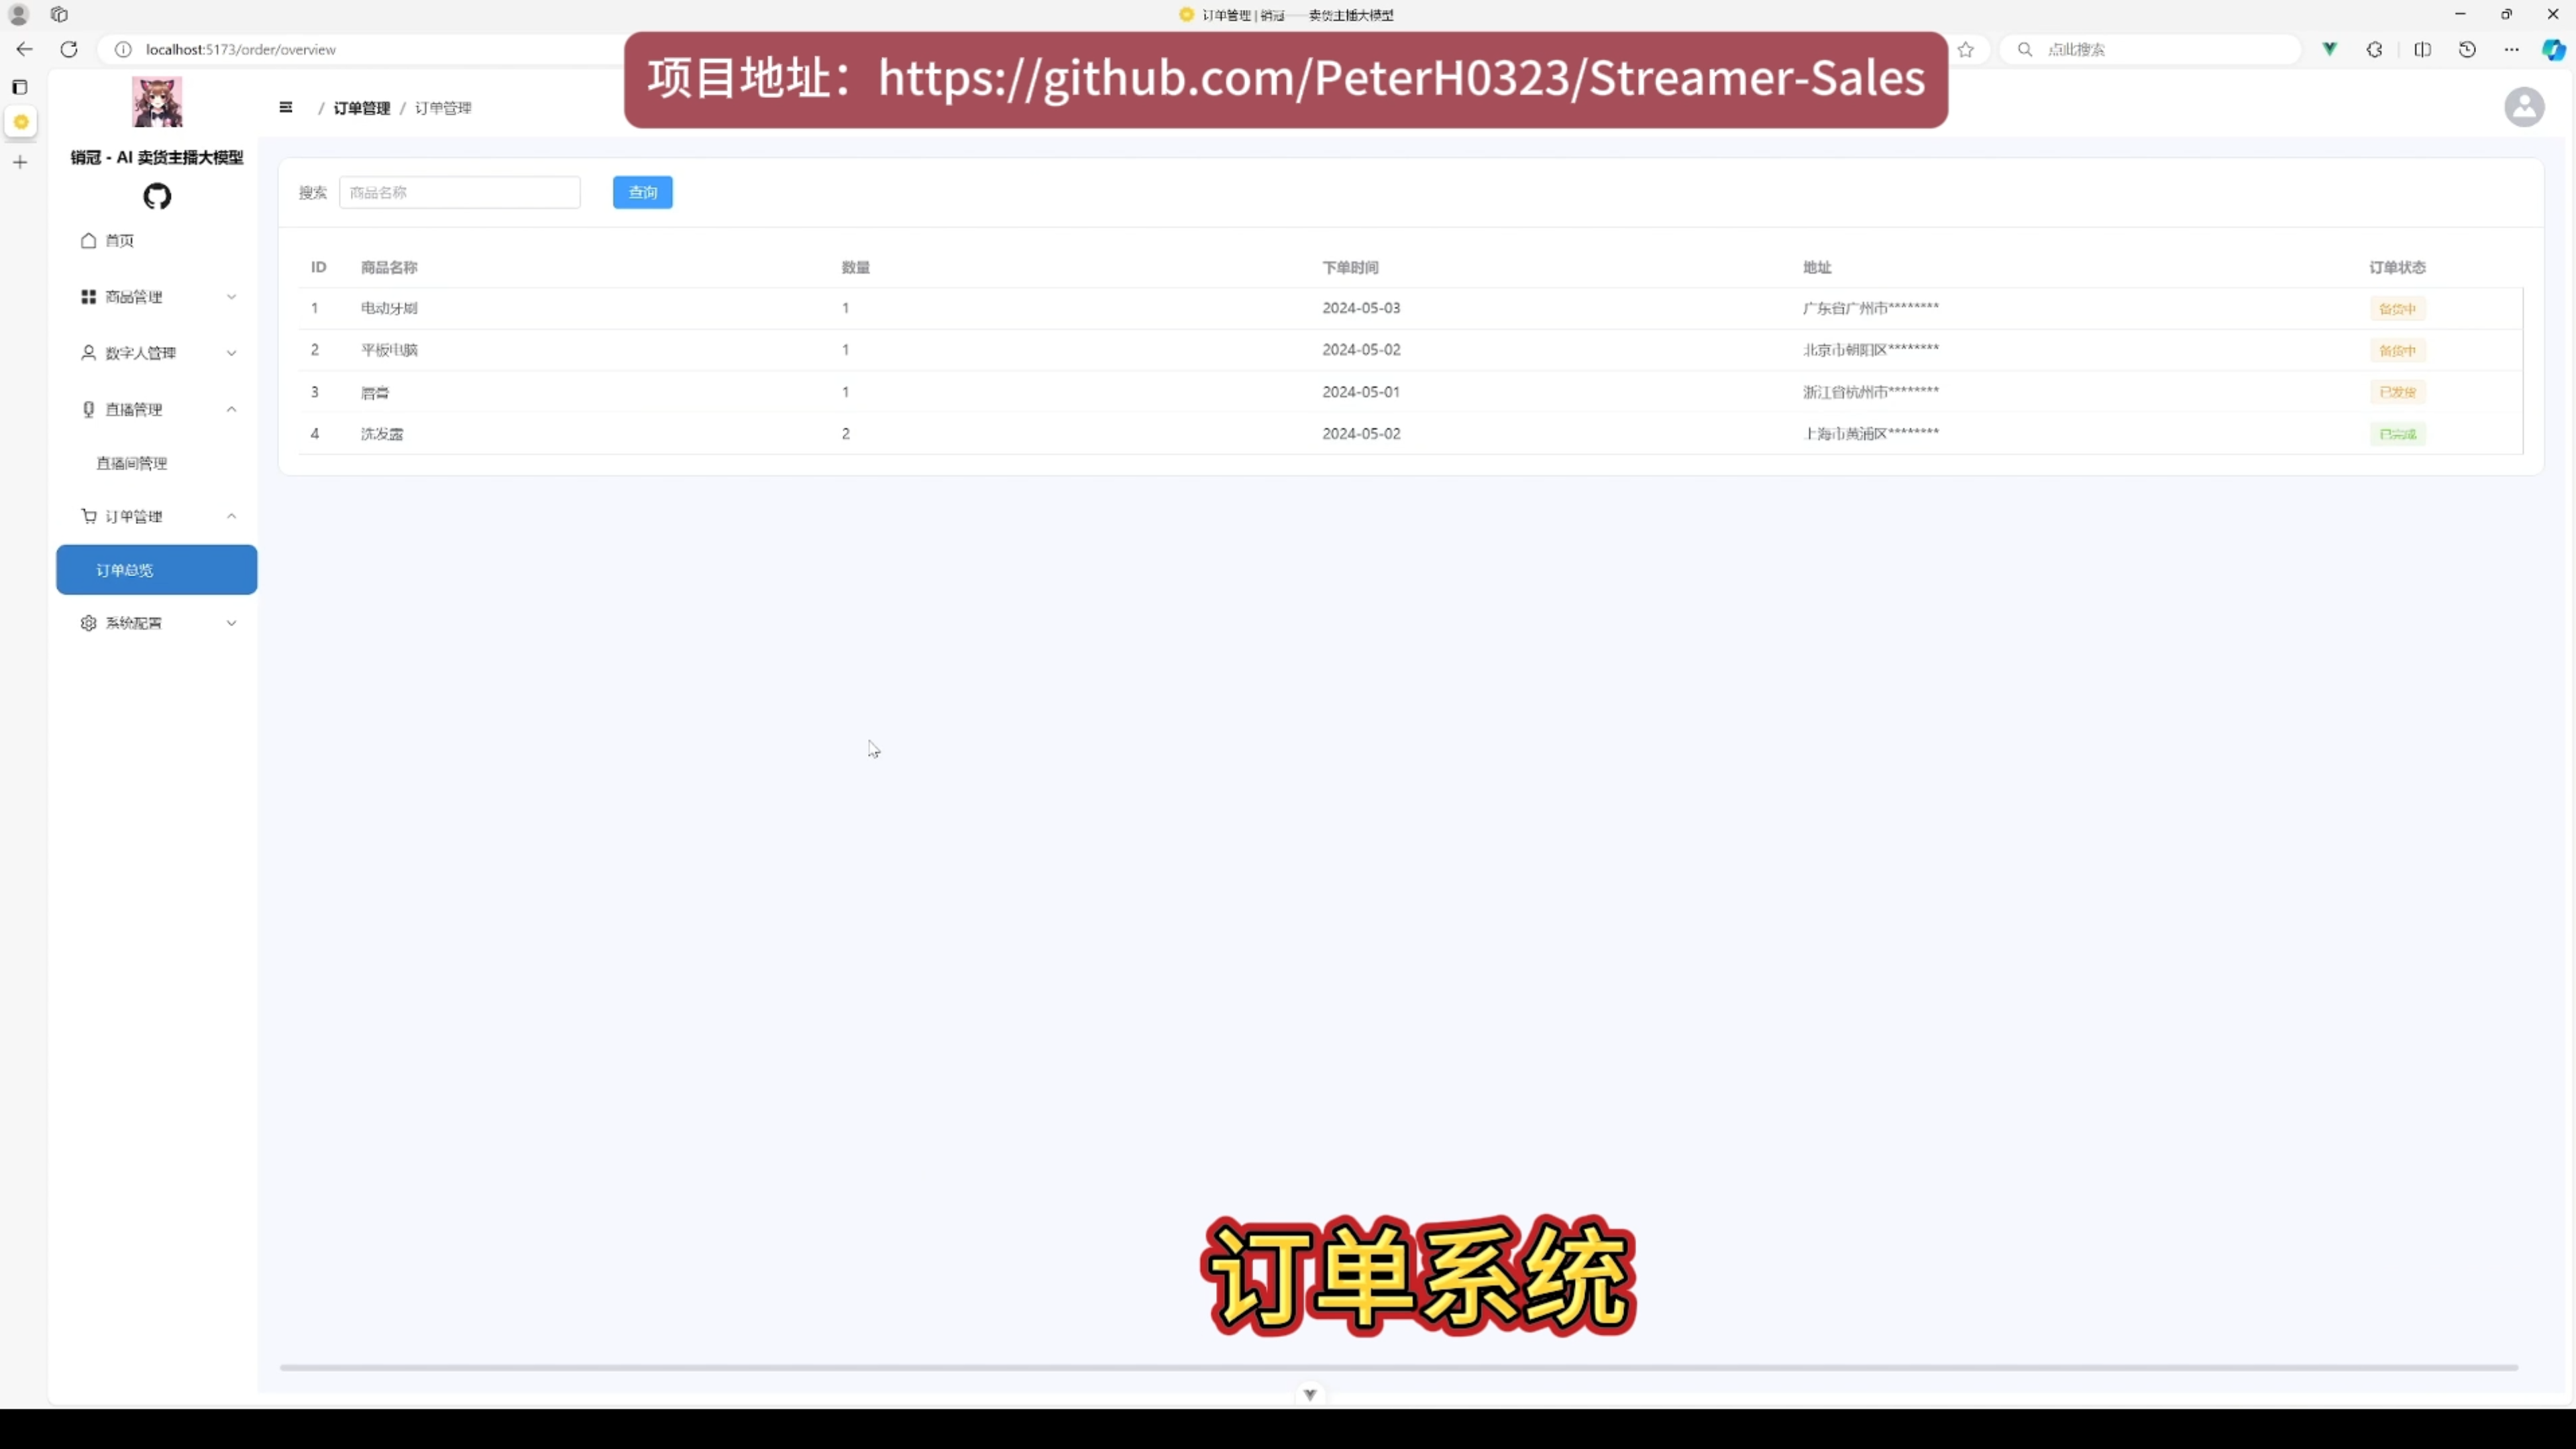 订单管理 | 销冠——卖货主播大模型
localhost:5173/order/overview
点此搜索
项目地址：https://github.com/PeterH0323/Streamer-Sales
/ 订单管理 / 订单管理
销冠 - AI 卖货主播大模型
首页
商品管理
数字人管理
直播管理
直播间管理
订单管理
订单总览
系统配置
搜索 商品名称 查询
ID 商品名称 数量 下单时间 地址 订单状态
1 电动牙刷 1 2024-05-03 广东省广州市******** 备货中
2 平板电脑 1 2024-05-02 北京市朝阳区******** 备货中
3 唇膏 1 2024-05-01 浙江省杭州市******** 已发货
4 洗发露 2 2024-05-02 上海市黄浦区******** 已完成
订单系统